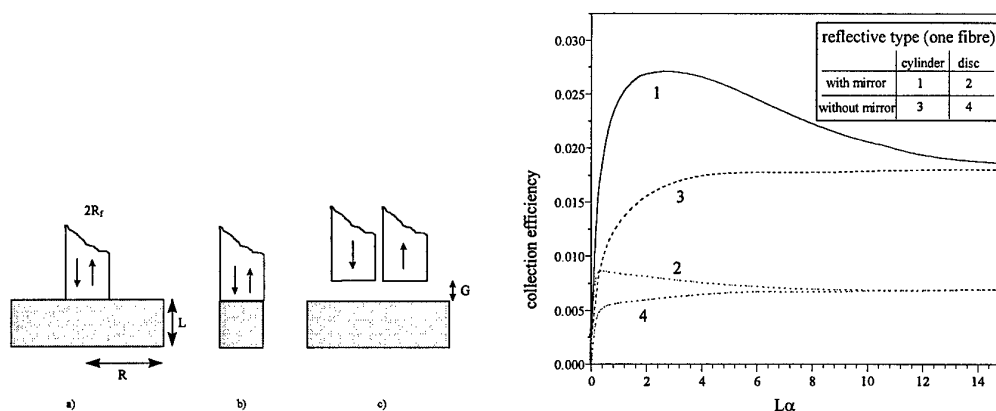 2Rf
G
L
R
a)
b)
c)
0.030
0.025
0.020
0.015
0.010
0.005
0.000
collection efficiency
reflective type (one fibre)
cylinder disc
with mirror 1 2
without mirror 3 4
1
3
2
4
0 2 4 6 8 10 12 14
Lα